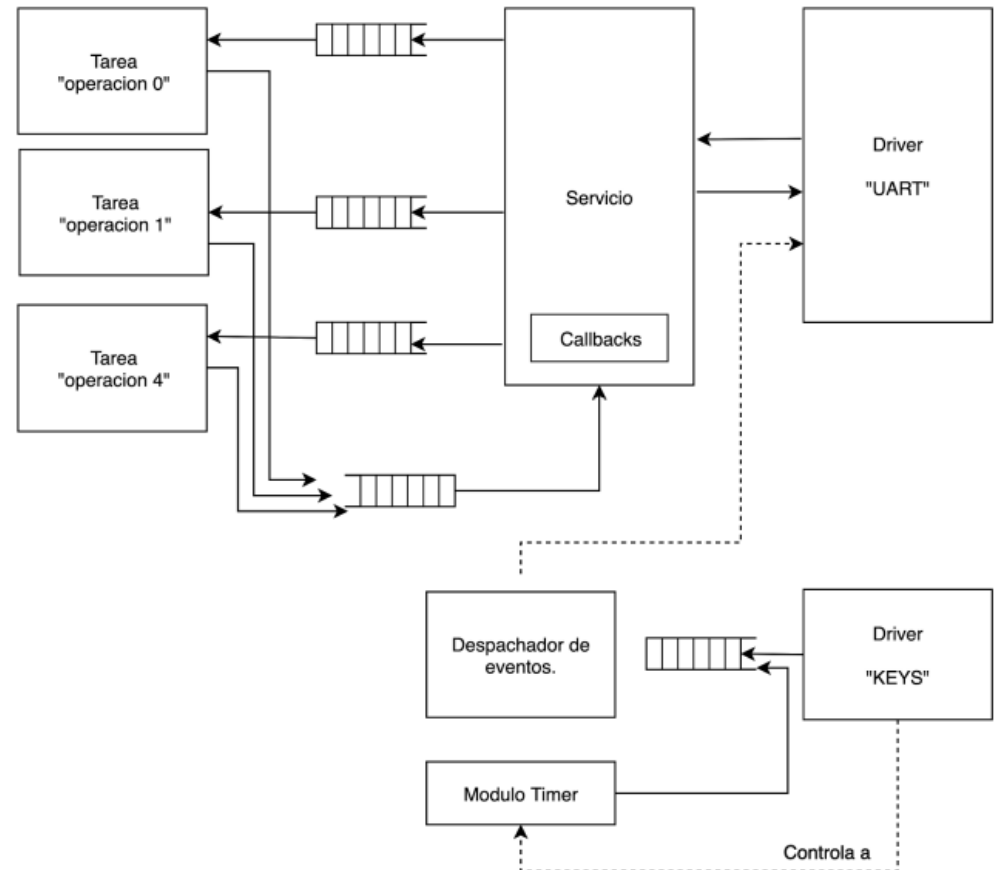 Tarea
"operacion 0"
Tarea
"operacion 1"
Tarea
"operacion 4"
Servicio
Callbacks
Driver
"UART"
Despachador de
eventos.
Modulo Timer
Driver
"KEYS"
Controla a